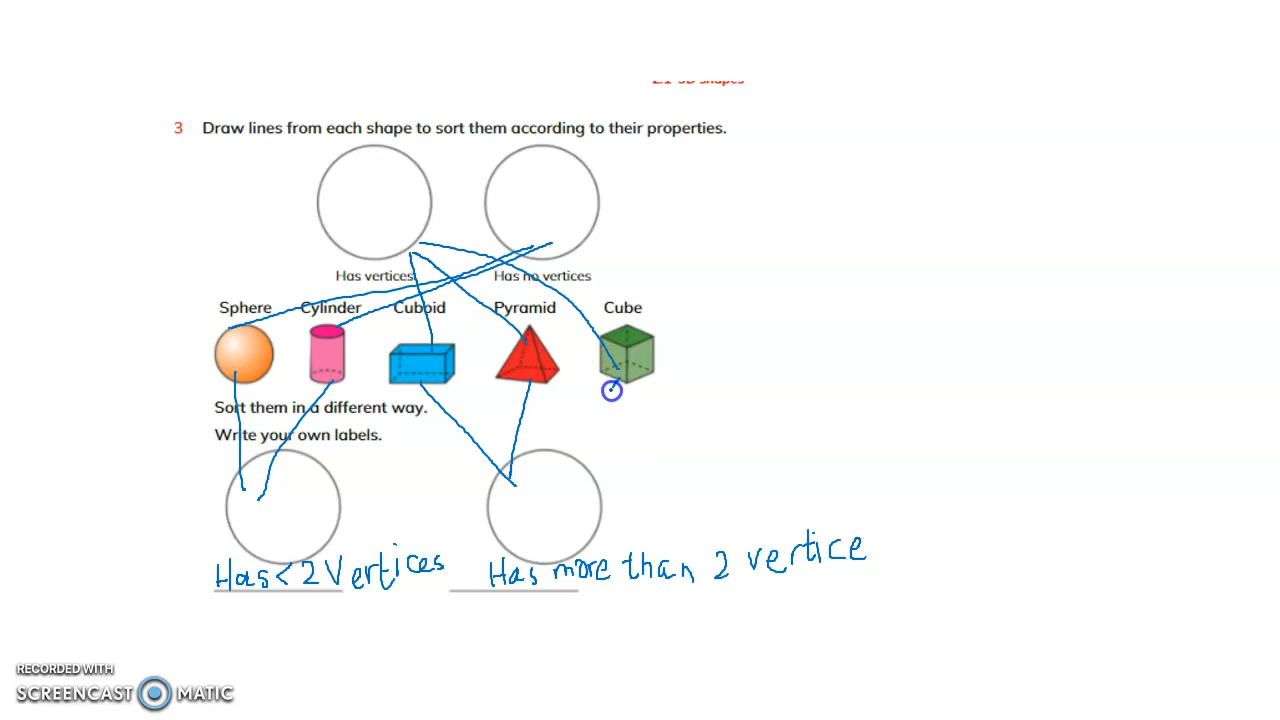 3 Draw lines from each shape to sort them according to their properties.
Has vertices Has no vertices
Sphere Cylinder Cuboid Pyramid Cube
Sort them in a different way.
Write your own labels.
Has < 2 Vertices Has more than 2 vertice
RECORDED WITH
SCREENCAST MATIC